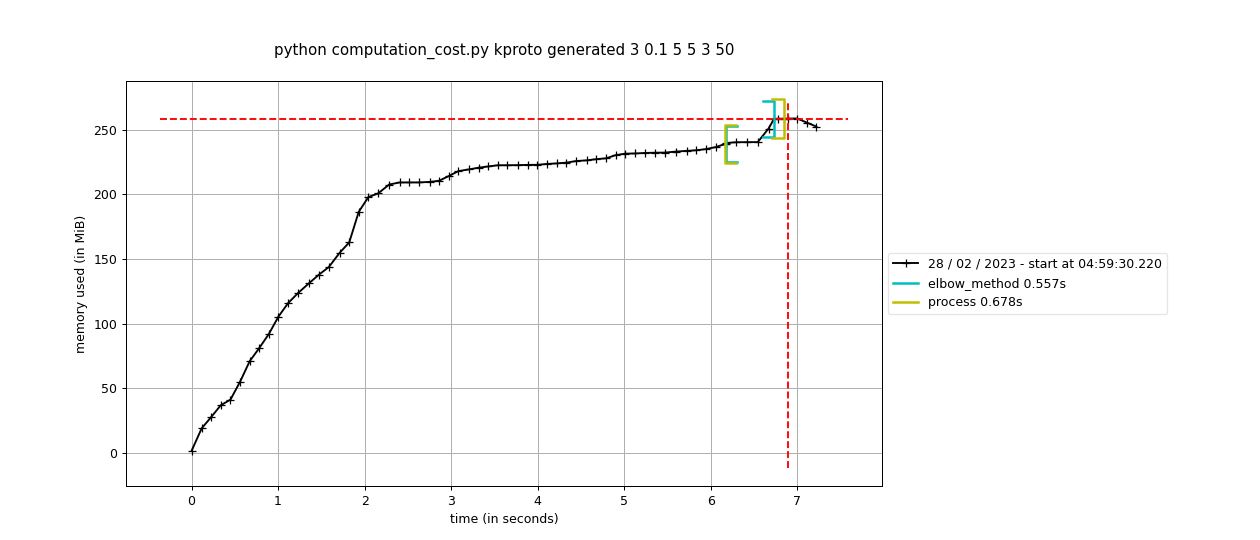 python computation_cost.py kproto generated 3 0.1 5 5 3 50
memory used (in MiB)
250
200
150
100
50
0
0 1 2 3 4 5 6 7
time (in seconds)
28 / 02 / 2023 - start at 04:59:30.220
elbow_method 0.557s
process 0.678s